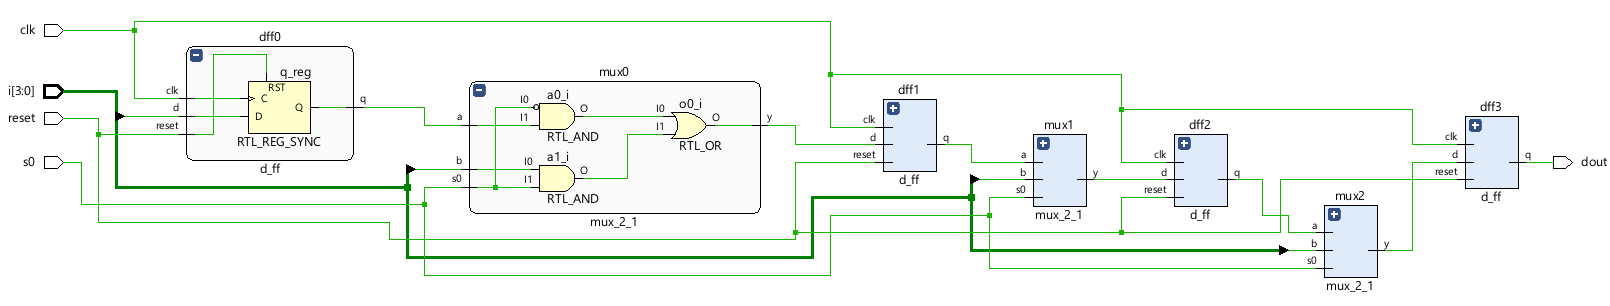 clk
i[3:0]
reset
s0
dff0
q_reg
clk
d
reset
RST
C
D
Q
RTL_REG_SYNC
q
d_ff
mux0
a
b
s0
a0_i
I0
I1
O
RTL_AND
a1_i
I0
I1
O
RTL_AND
o0_i
I0
I1
O
RTL_OR
y
mux_2_1
dff1
clk
d
reset
q
d_ff
mux1
a
b
s0
y
mux_2_1
dff2
clk
d
reset
q
d_ff
mux2
a
b
s0
y
mux_2_1
dff3
clk
d
reset
q
d_ff
dout